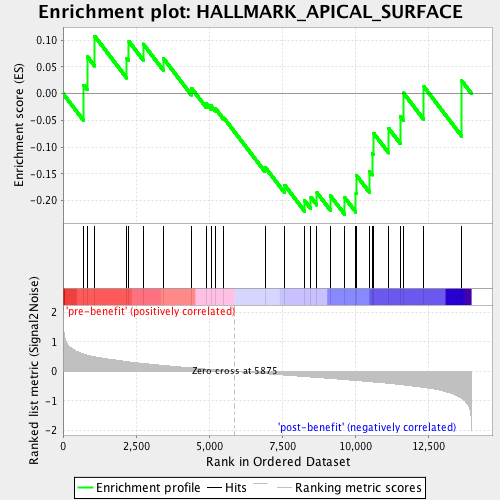 Enrichment plot: HALLMARK_APICAL_SURFACE
Enrichment score (ES)
0.10
0.05
0.00
-0.05
-0.10
-0.15
-0.20
'pre-benefit' (positively correlated)
Ranked list metric (Signal2Noise)
2
1
0
-1
-2
Zero cross at 5875
'post-benefit' (negatively correlated)
0 2,500 5,000 7,500 10,000 12,500
Rank in Ordered Dataset
Enrichment profile Hits Ranking metric scores